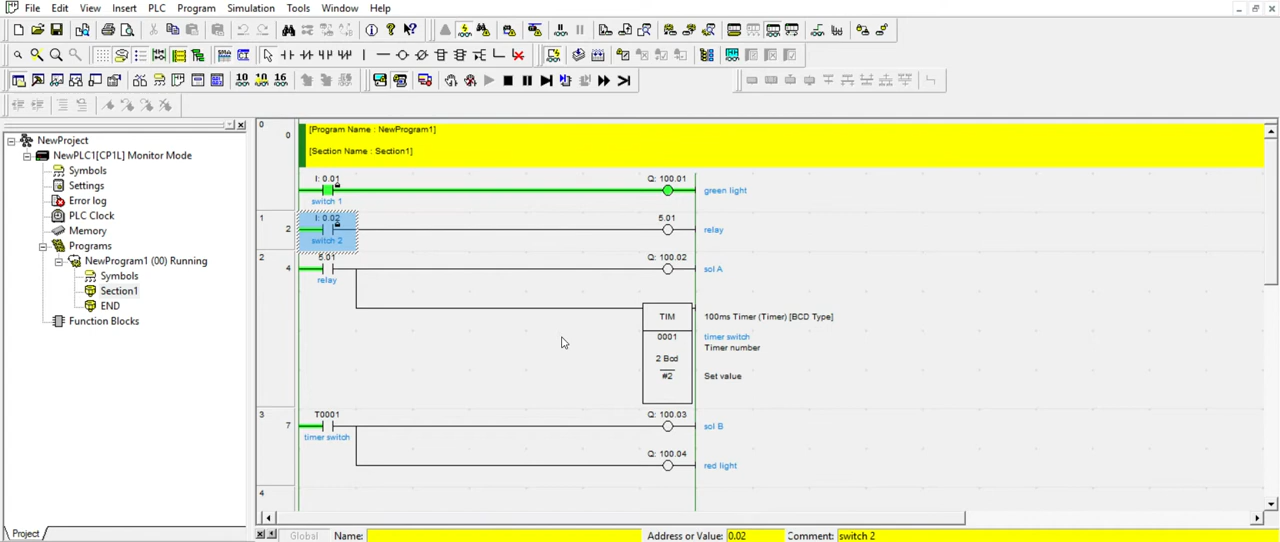 File Edit View Insert PLC Program Simulation Tools Window Help
10 10 16
NewProject
NewPLC1[CP1L] Monitor Mode
Symbols
Settings
Error log
PLC Clock
Memory
Programs
NewProgram1 (00) Running
Symbols
Section1
END
Function Blocks
Project
0
0
[Program Name : NewProgram1]
[Section Name : Section1]
I: 0.01
Q: 100.01
green light
switch 1
1
2
I: 0.02
5.01
relay
switch 2
2
4
5.01
Q: 100.02
sol A
relay
TIM
100ms Timer (Timer) [BCD Type]
0001
timer switch
Timer number
2 Bcd
#2
Set value
3
7
T0001
Q: 100.03
sol B
timer switch
Q: 100.04
red light
4
Global Name: Address or Value: 0.02 Comment: switch 2